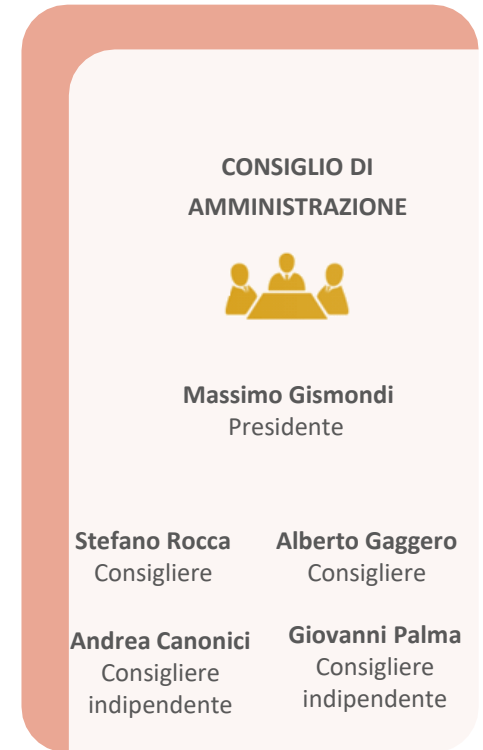 CONSIGLIO DI
AMMINISTRAZIONE
Massimo Gismondi
Presidente
Stefano Rocca
Consigliere
Alberto Gaggero
Consigliere
Andrea Canonici
Consigliere
indipendente
Giovanni Palma
Consigliere
indipendente